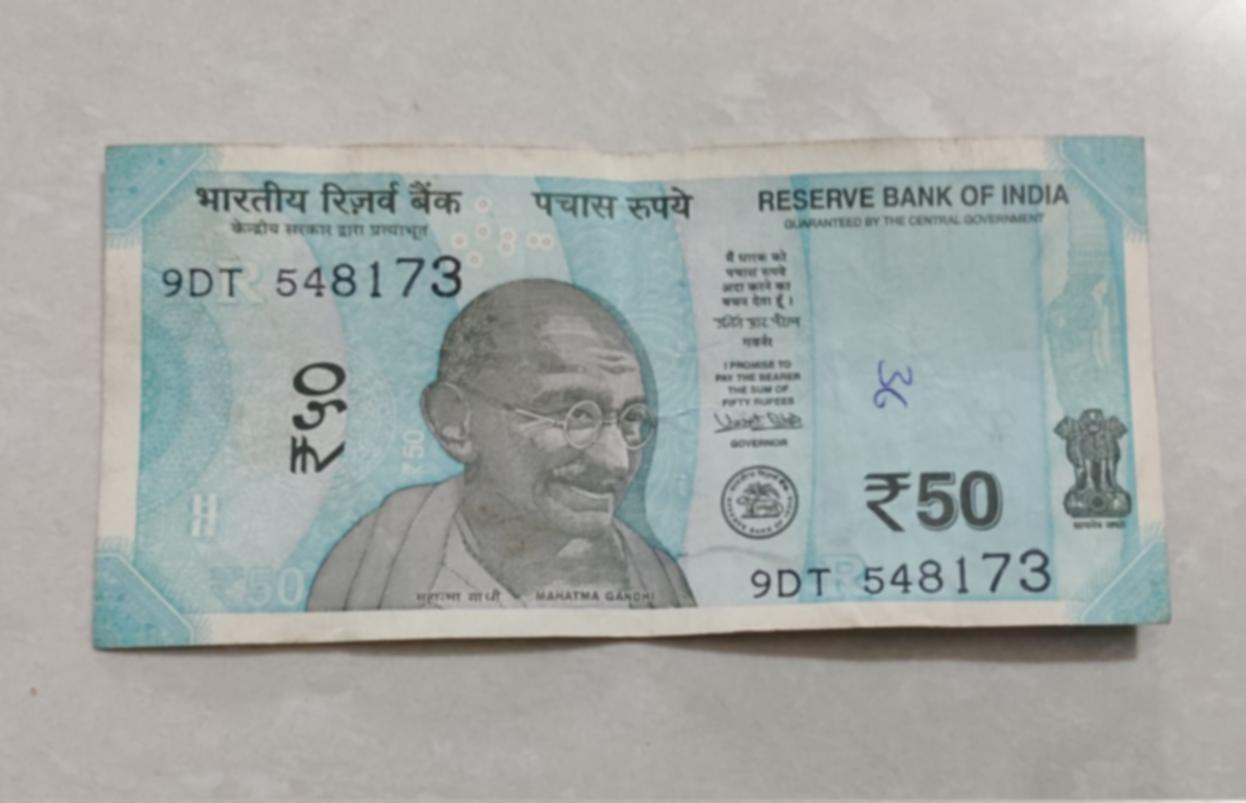 भारतीय रिज़र्व बैंक
केन्द्रीय सरकार द्वारा प्रत्याभूत
पचास रुपये
RESERVE BANK OF INDIA
GUARANTEED BY THE CENTRAL GOVERNMENT
9DT 548173
₹५०
₹50
₹50
मैं धारक को
पचास रुपये
अदा करने का
वचन देता हूँ।
गवर्नर
I PROMISE TO
PAY THE BEARER
THE SUM OF
FIFTY RUPEES
GOVERNOR
₹50
9DT 548173
महात्मा गांधी MAHATMA GANDHI
सत्यमेव जयते